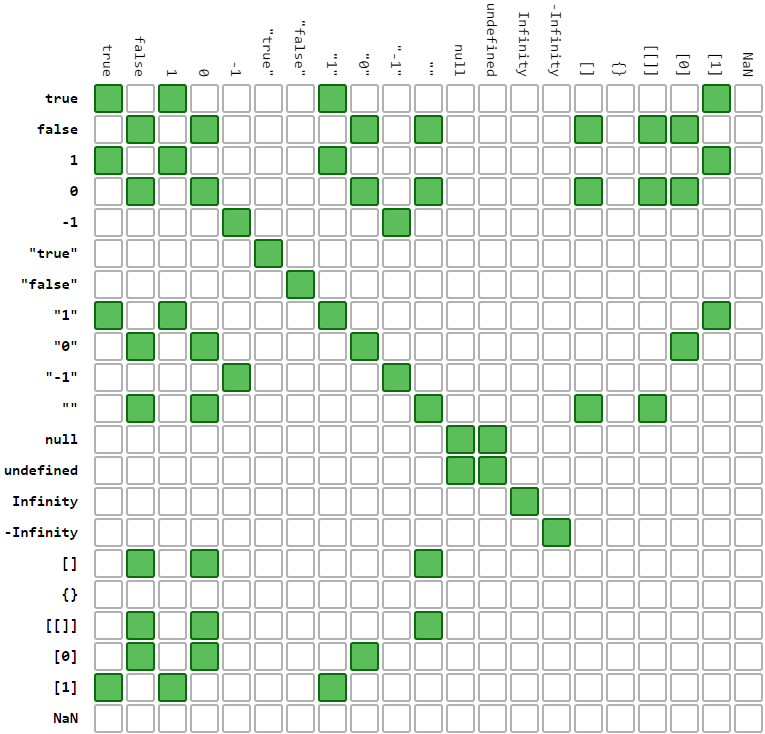 true
false
1
0
-1
"true"
"false"
"1"
"0"
"-1"
""
null
undefined
Infinity
-Infinity
[]
{}
[[]]
[0]
[1]
NaN
true
false
1
0
-1
"true"
"false"
"1"
"0"
"-1"
""
null
undefined
Infinity
-Infinity
[]
{}
[[]]
[0]
[1]
NaN